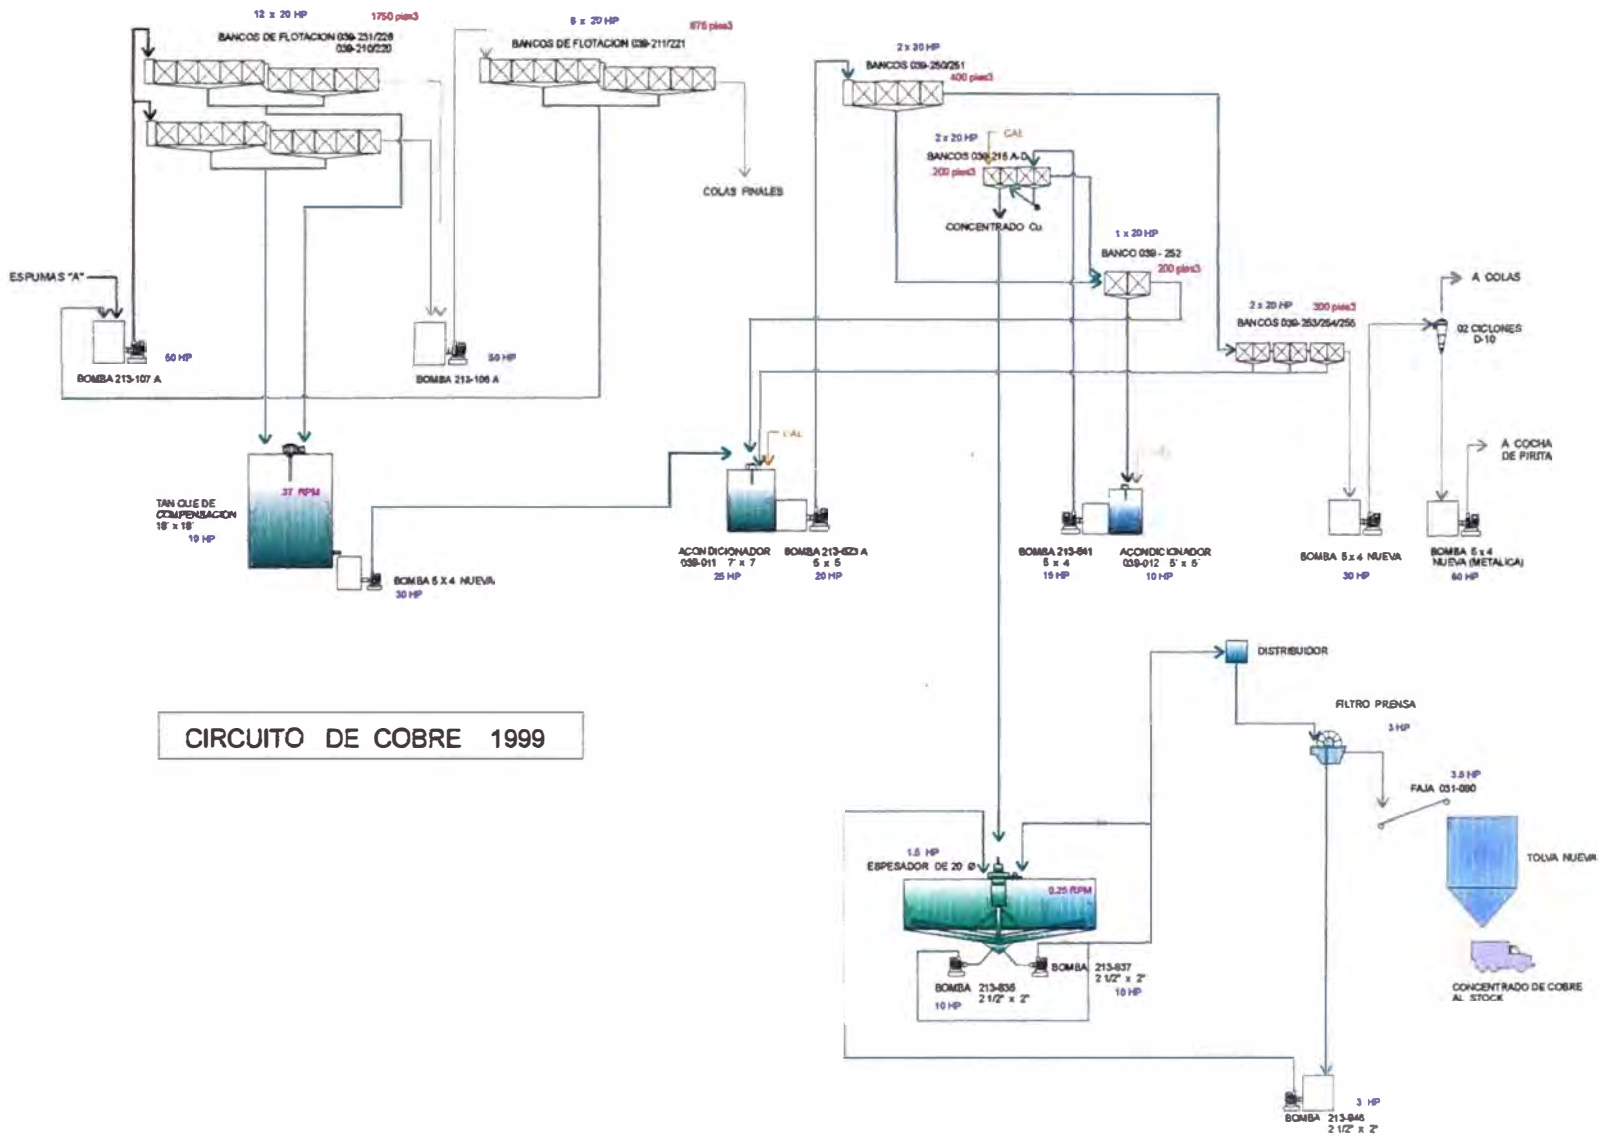 12 x 20 HP
1750 pies3
BANCOS DE FLOTACION 039-231/228
039-210/220
6 x 20 HP
675 pies3
BANCOS DE FLOTACION 039-211/221
2 x 30 HP
BANCOS 039-250/251
400 pies3
2 x 20 HP
CAL
BANCOS 039-215 A-D
200 pies3
COLAS FINALES
CONCENTRADO Cu
1 x 20 HP
BANCO 039 - 252
200 pies3
ESPUMAS "A"
A COLAS
2 x 20 HP
300 pies3
BANCOS 039-253/254/255
02 CICLONES
D-10
60 HP
BOMBA 213-107 A
50 HP
BOMBA 213-106 A
CAL
A COCHA
DE PIRITA
37 RPM
TANQUE DE
COMPENSACION
18' x 18'
19 HP
BOMBA 5 X 4 NUEVA
30 HP
ACONDICIONADOR
039-011 7' x 7'
25 HP
BOMBA 213-623 A
5 x 5
20 HP
BOMBA 213-641
5 x 4
19 HP
ACONDICIONADOR
039-012 5' x 5'
10 HP
BOMBA 5 x 4 NUEVA
30 HP
BOMBA 5 x 4
NUEVA (METALICA)
60 HP
DISTRIBUIDOR
CIRCUITO DE COBRE 1999
FILTRO PRENSA
3 HP
3.5 HP
FAJA 031-080
TOLVA NUEVA
1.5 HP
ESPESADOR DE 20 Ø
0.25 RPM
BOMBA 213-637
2 1/2" x 2"
10 HP
BOMBA 213-636
2 1/2" x 2"
10 HP
CONCENTRADO DE COBRE
AL STOCK
3 HP
BOMBA 213-946
2 1/2" x 2"